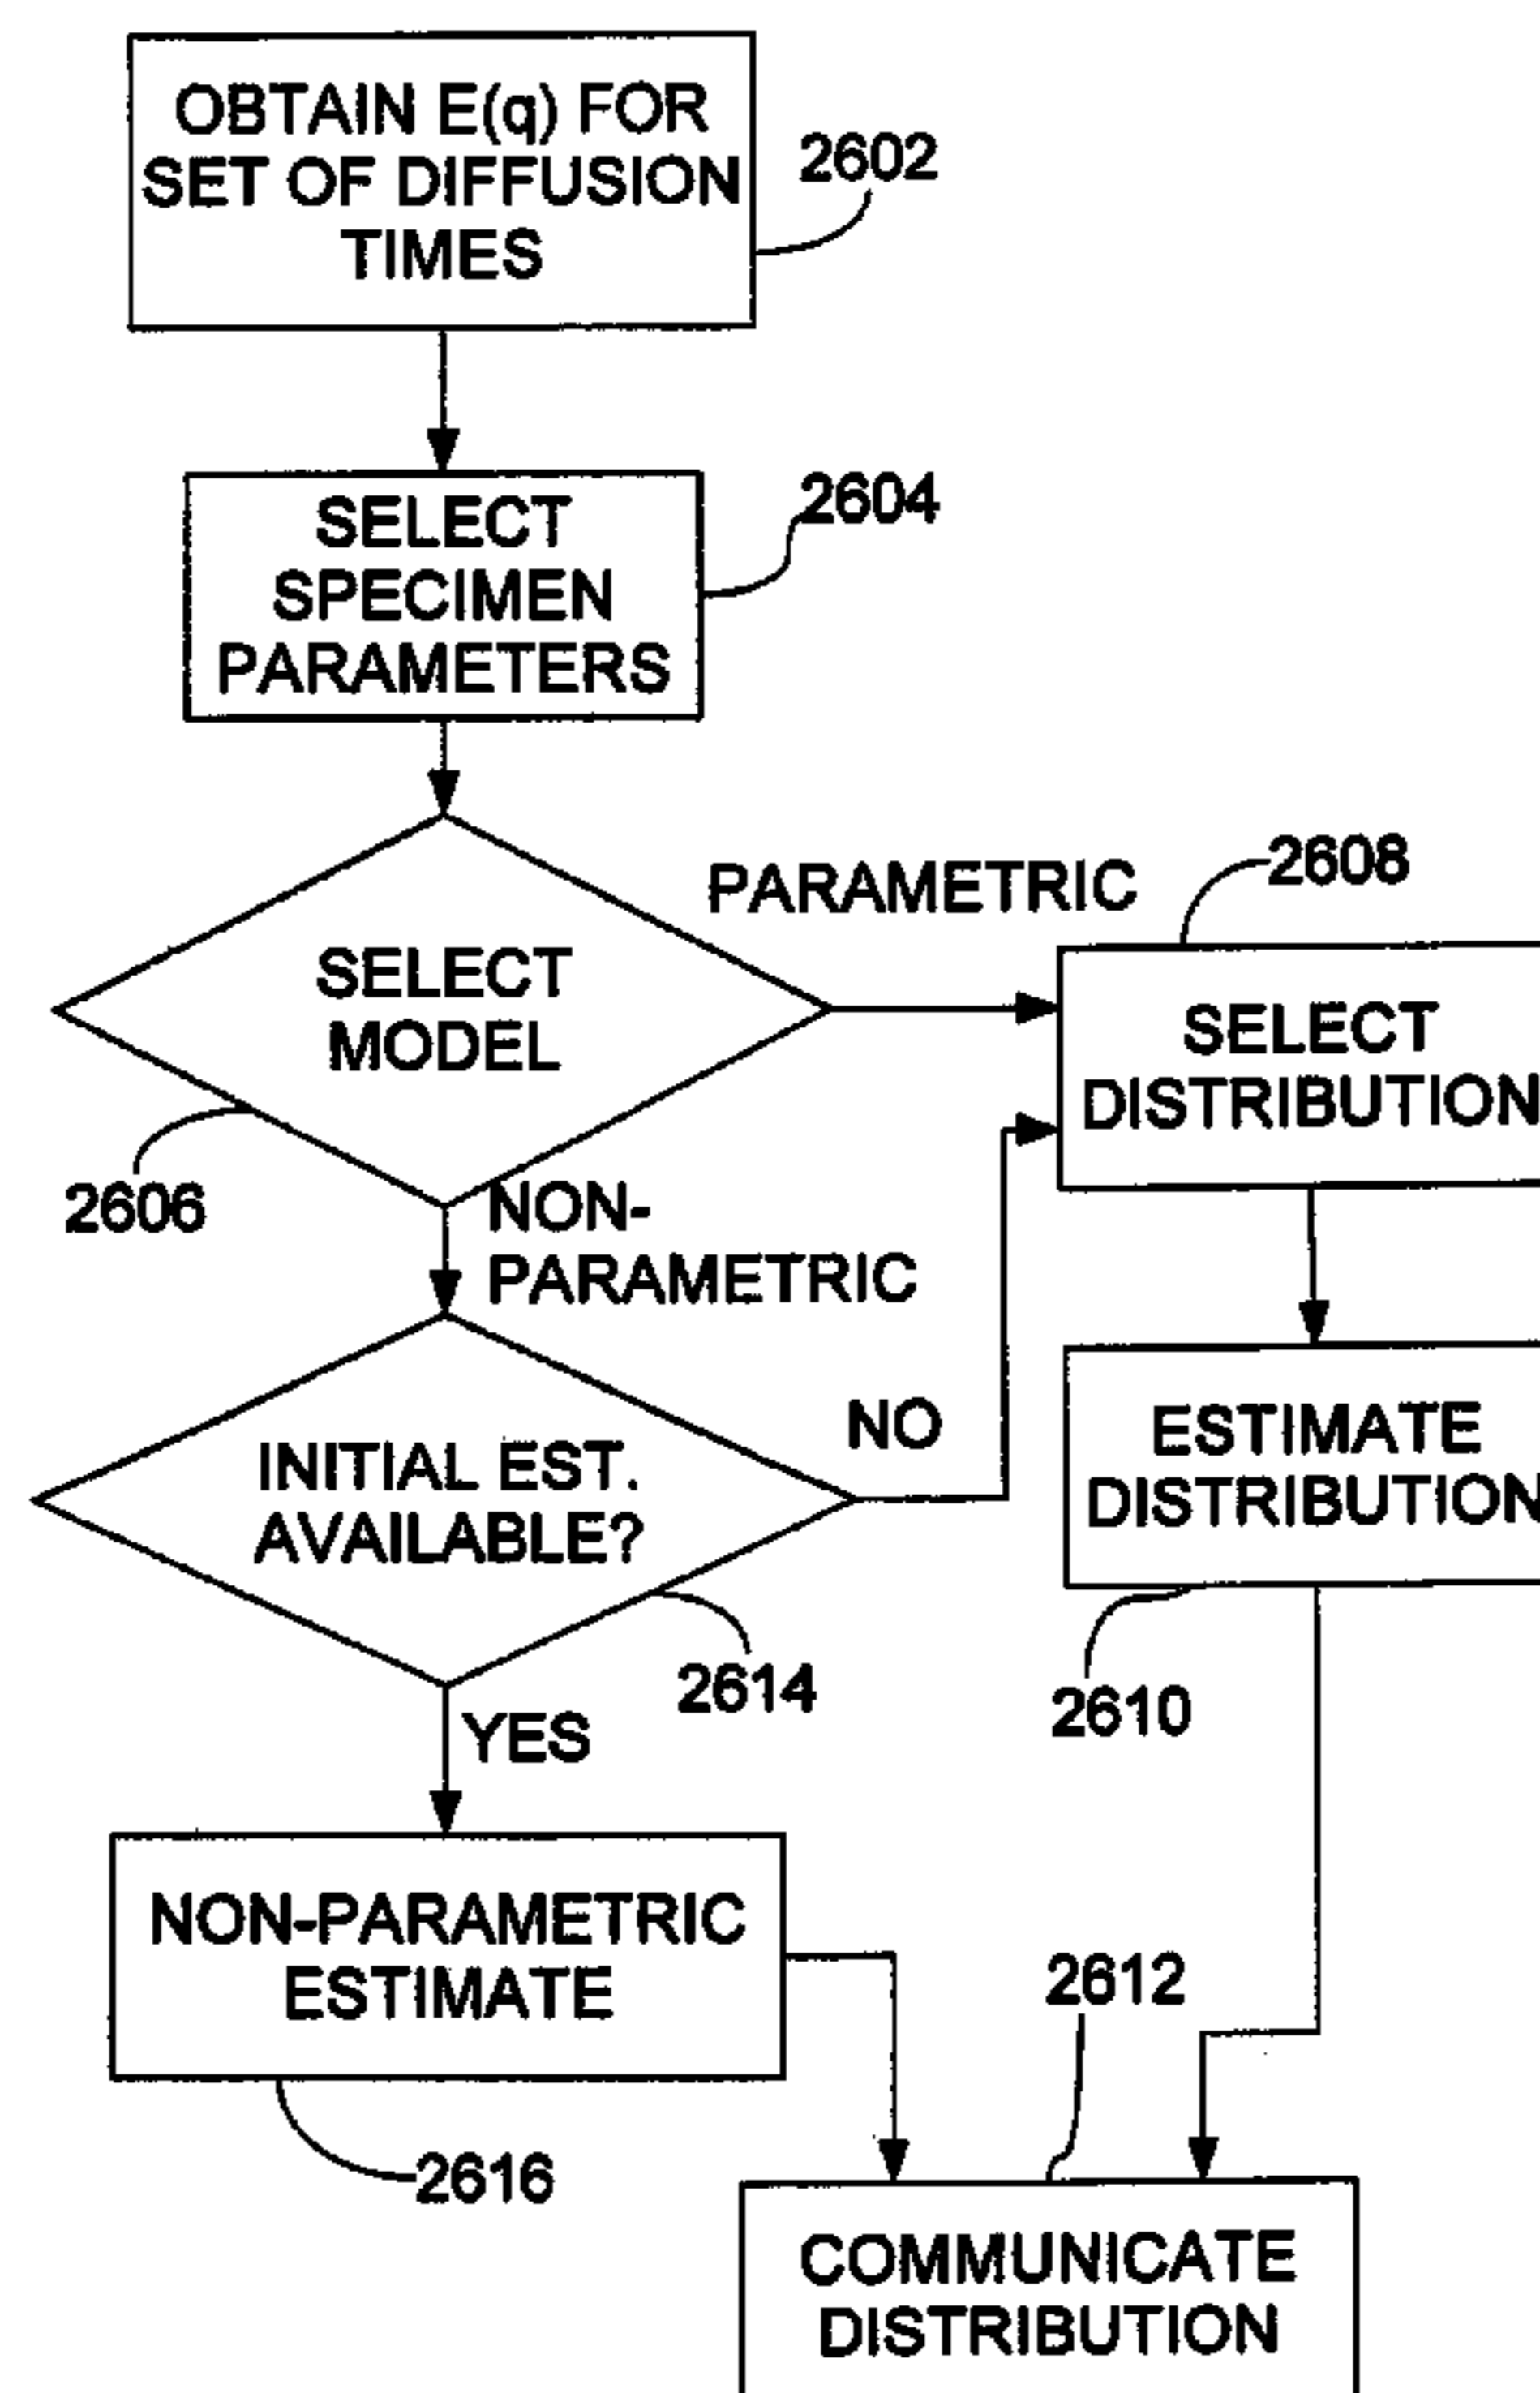 OBTAIN E(q) FOR
SET OF DIFFUSION
TIMES
2602
SELECT
SPECIMEN
PARAMETERS
2604
SELECT
MODEL
2606
PARAMETRIC
2608
SELECT
DISTRIBUTION
NON-
PARAMETRIC
INITIAL EST.
AVAILABLE?
NO
2614
ESTIMATE
DISTRIBUTION
2610
YES
NON-PARAMETRIC
ESTIMATE
2616
2612
COMMUNICATE
DISTRIBUTION